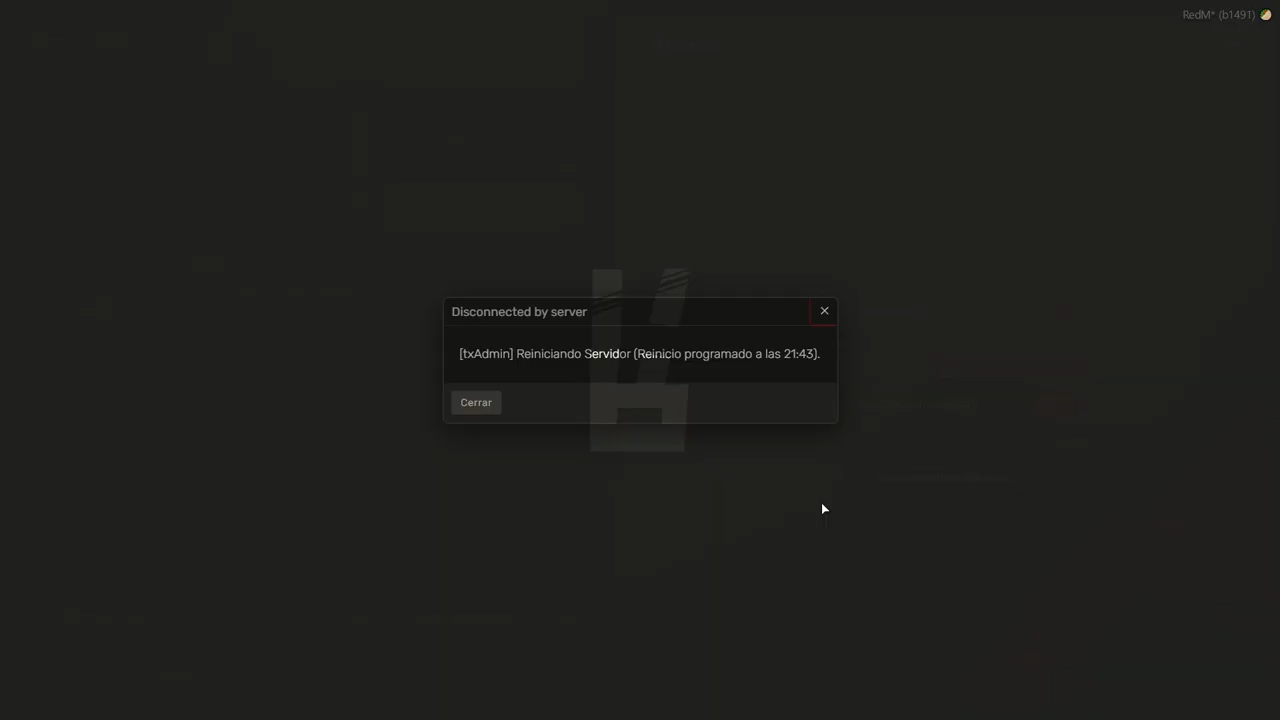 RedM* (b1491)
Disconnected by server
[txAdmin] Reiniciando Servidor (Reinicio programado a las 21:43).
Cerrar